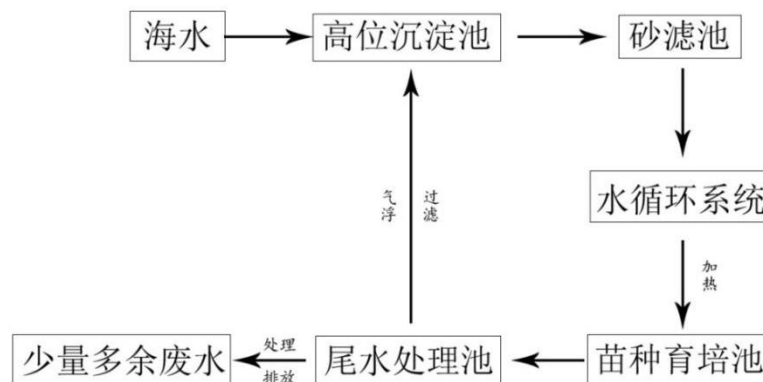 海水
高位沉淀池
砂滤池
气浮
过滤
水循环系统
加热
少量多余废水
处理
排放
尾水处理池
苗种育培池